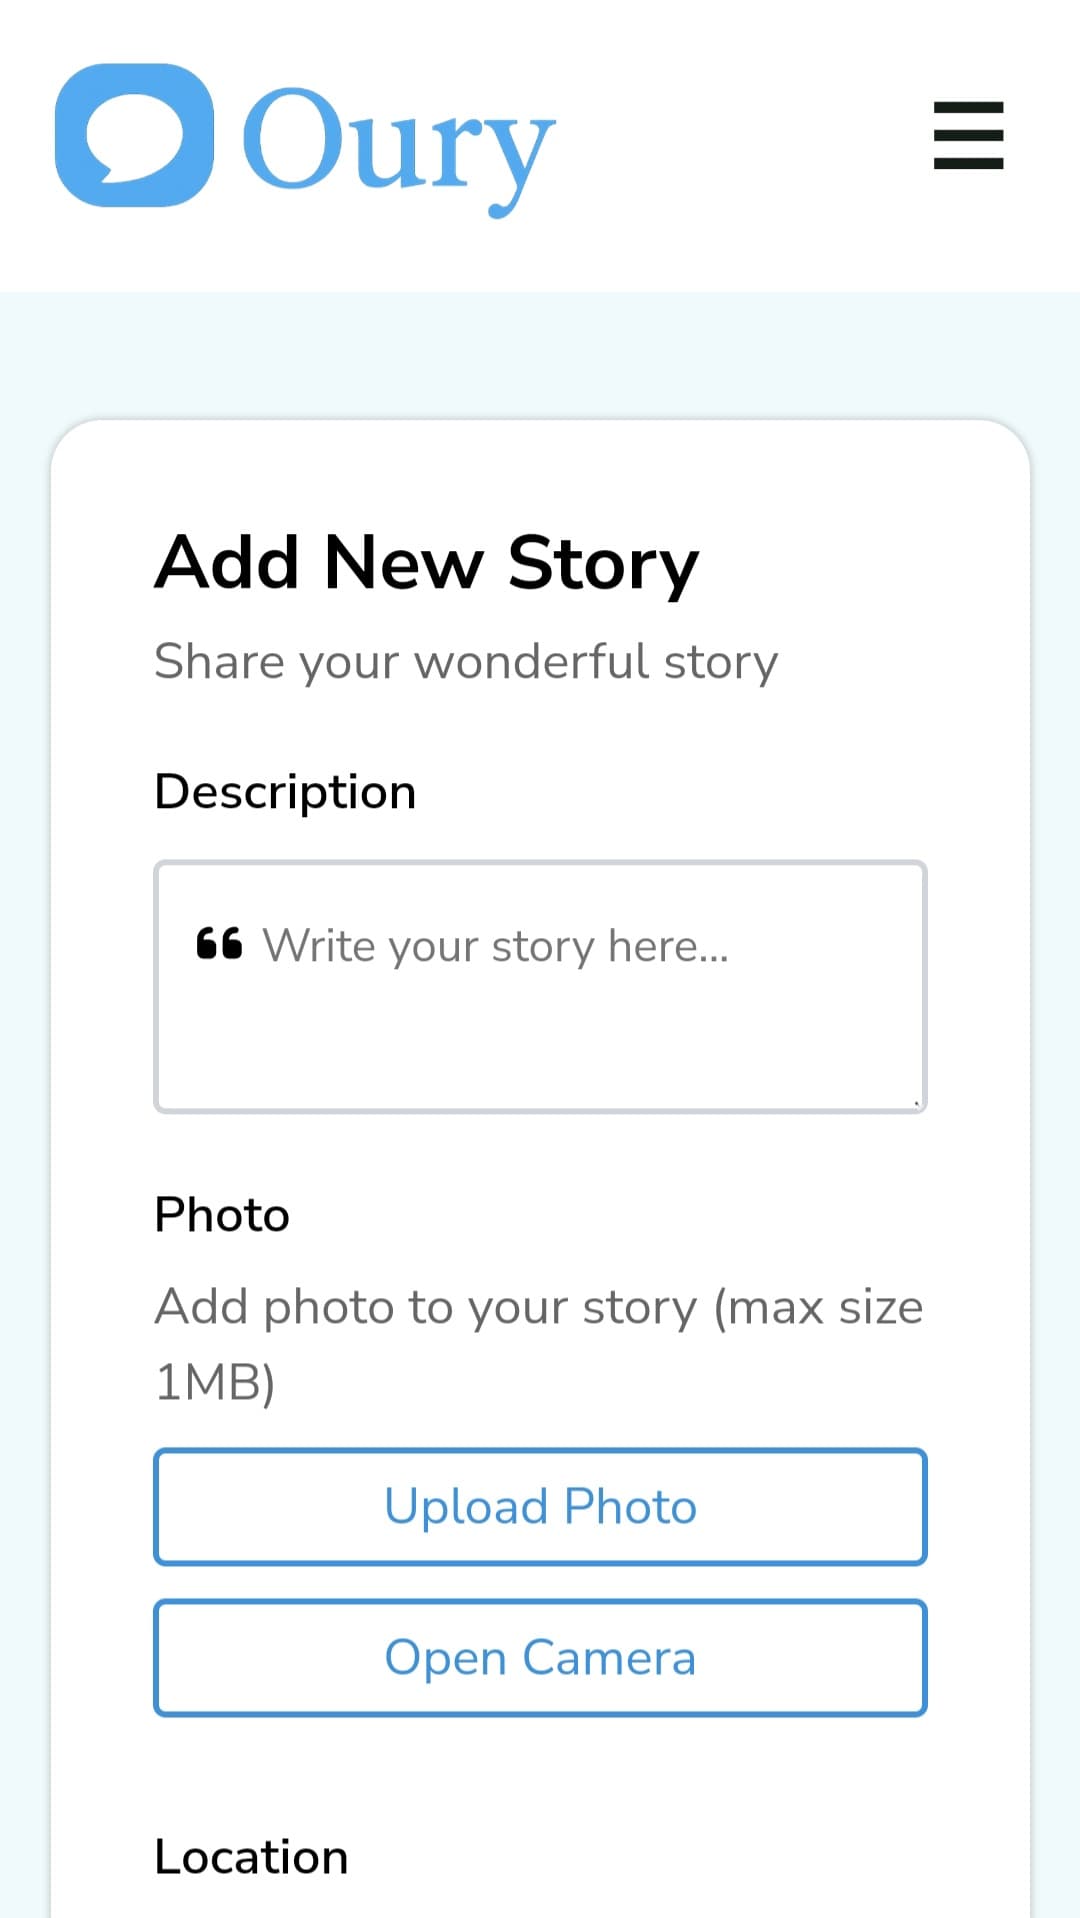 Oury
Add New Story
Share your wonderful story
Description
Write your story here...
Photo
Add photo to your story (max size
1MB)
Upload Photo
Open Camera
Location